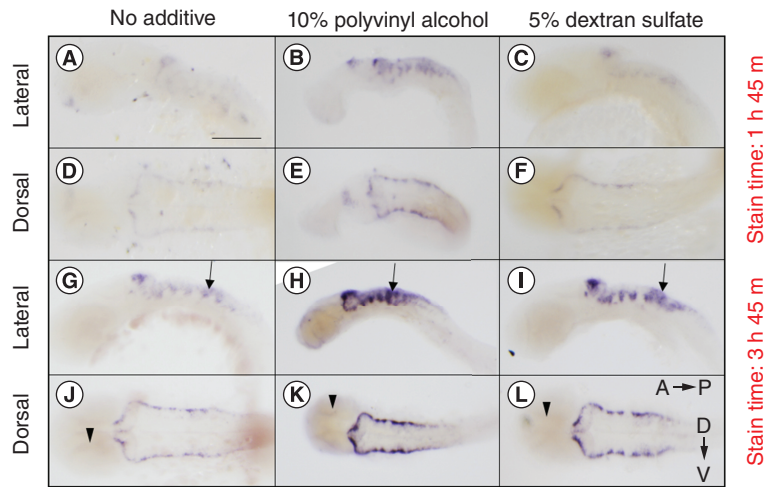 No additive 10% polyvinyl alcohol 5% dextran sulfate
Lateral A B C Stain time: 1 h 45 m
Dorsal D E F
Lateral G H I Stain time: 3 h 45 m
Dorsal J K L
A P
D
V